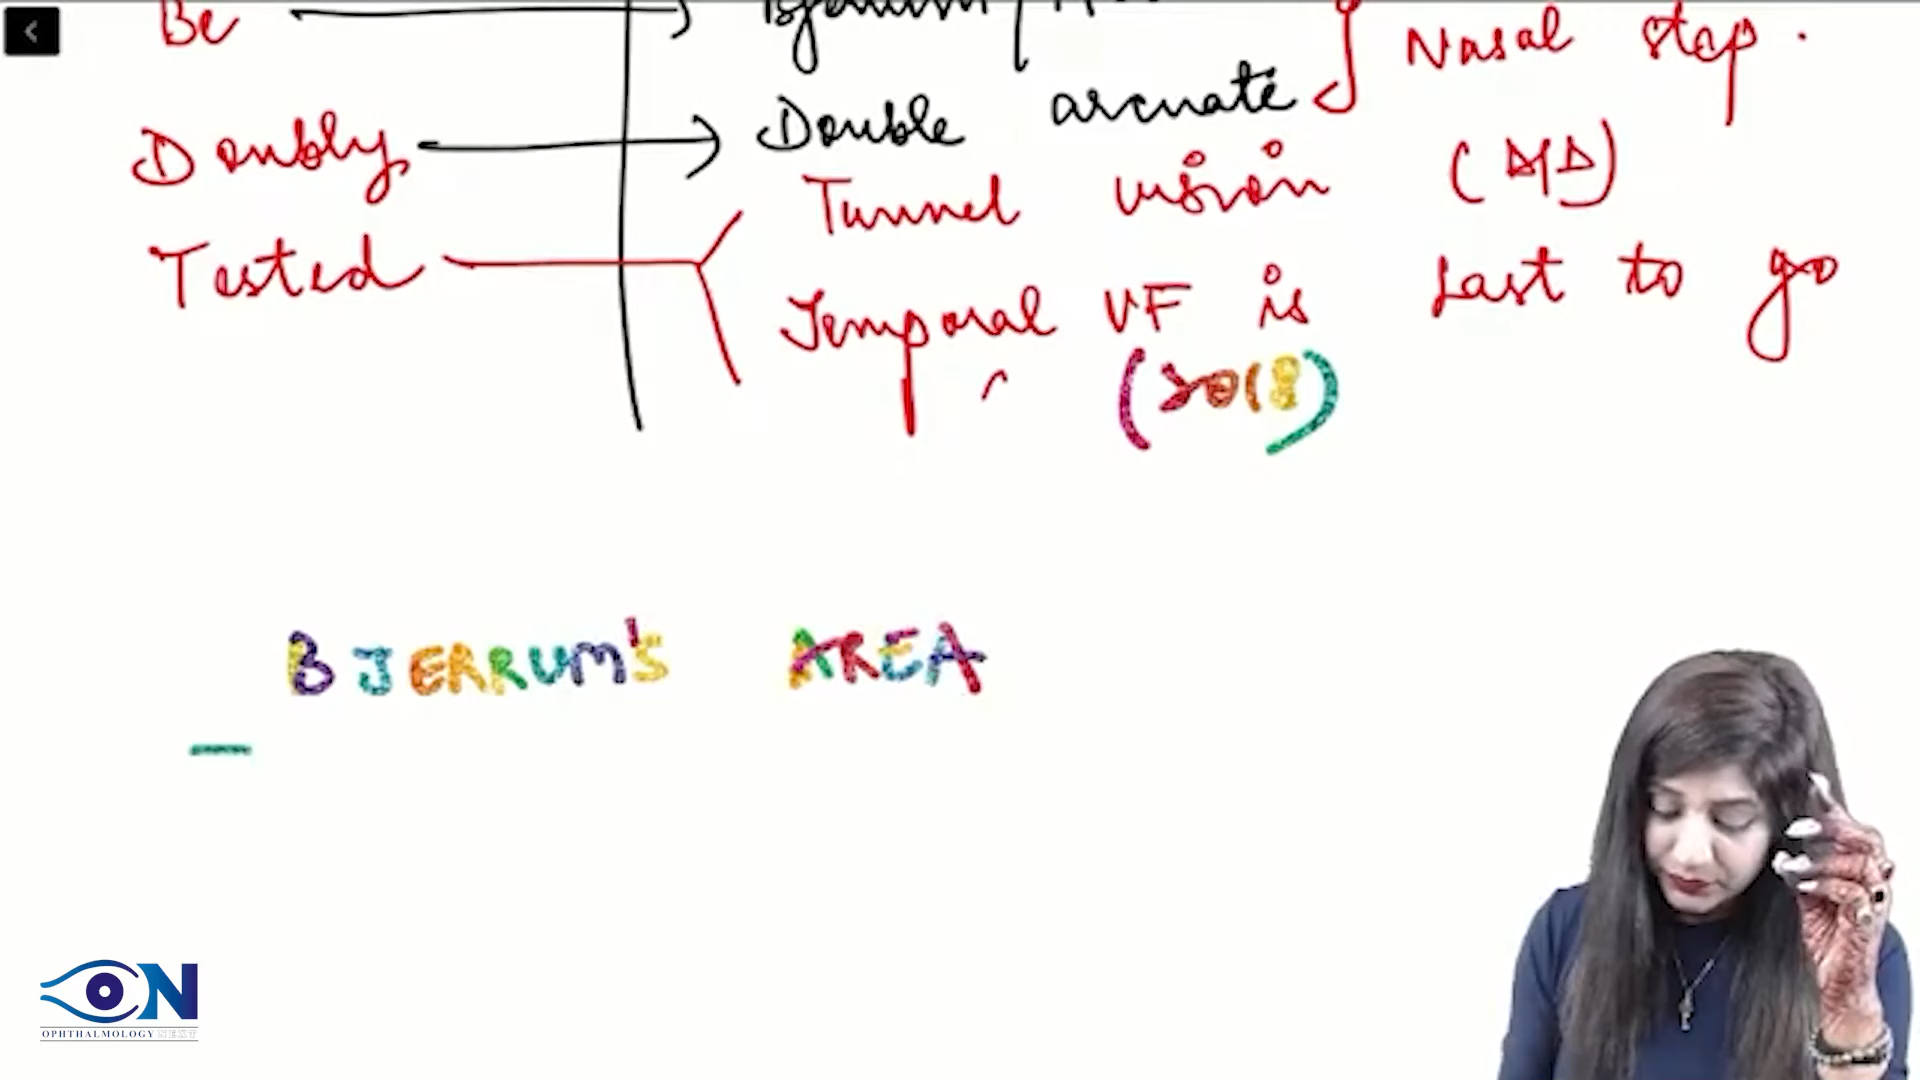 Be
Nasal step.
Doubly Double arcuate
Tunnel vision
Tested
Temporal VF is Last to go
(2018)
BJERRUM's AREA
ON
OPHTHALMOLOGY NEXT